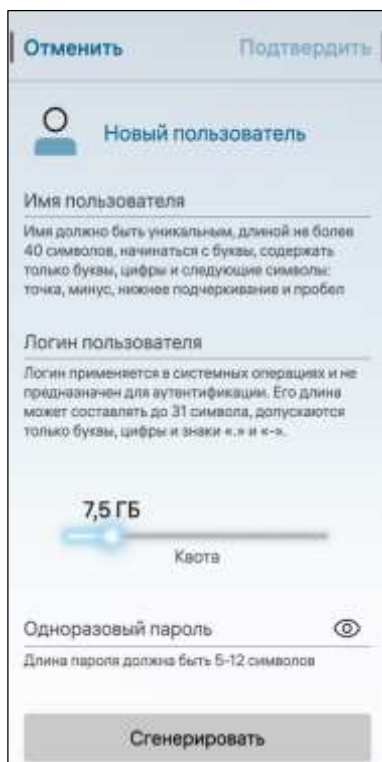 Отменить Подтвердить
Новый пользователь
Имя пользователя
Имя должно быть уникальным, длиной не более
40 символов, начинаться с буквы, содержать
только буквы, цифры и следующие символы:
точка, минус, нижнее подчеркивание и пробел
Логин пользователя
Логин применяется в системных операциях и не
предназначен для аутентификации. Его длина
может составлять до 31 символа, допускаются
только буквы, цифры и знаки «.» и «-».
7,5 ГБ
Квота
Одноразовый пароль
Длина пароля должна быть 5-12 символов
Сгенерировать